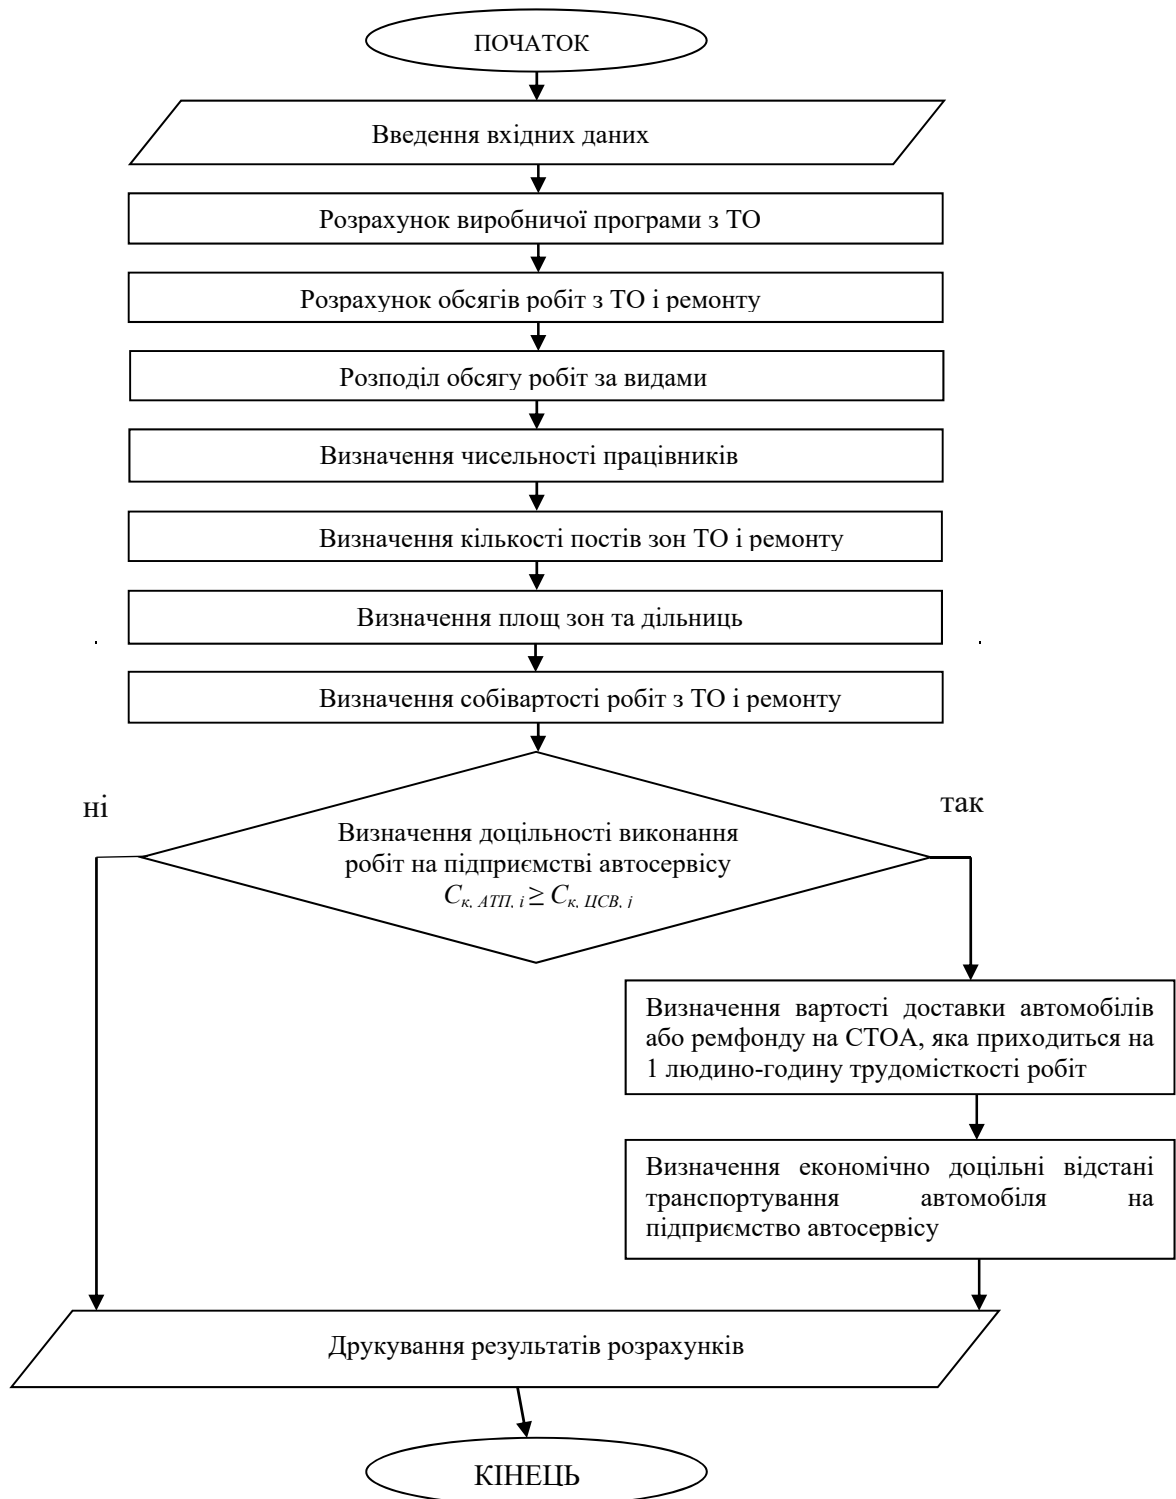 ПОЧАТОК
Введення вхідних даних
Розрахунок виробничої програми з ТО
Розрахунок обсягів робіт з ТО і ремонту
Розподіл обсягу робіт за видами
Визначення чисельності працівників
Визначення кількості постів зон ТО і ремонту
Визначення площ зон та дільниць
Визначення собівартості робіт з ТО і ремонту
ні
так
Визначення доцільності виконання
робіт на підприємстві автосервісу
Cк, АТП, i ≥ Cк, ЦСВ, j
Визначення вартості доставки автомобілів
або ремфонду на СТОА, яка приходиться на
1 людино-годину трудомісткості робіт
Визначення економічно доцільні відстані
транспортування автомобіля на
підприємство автосервісу
Друкування результатів розрахунків
КІНЕЦЬ